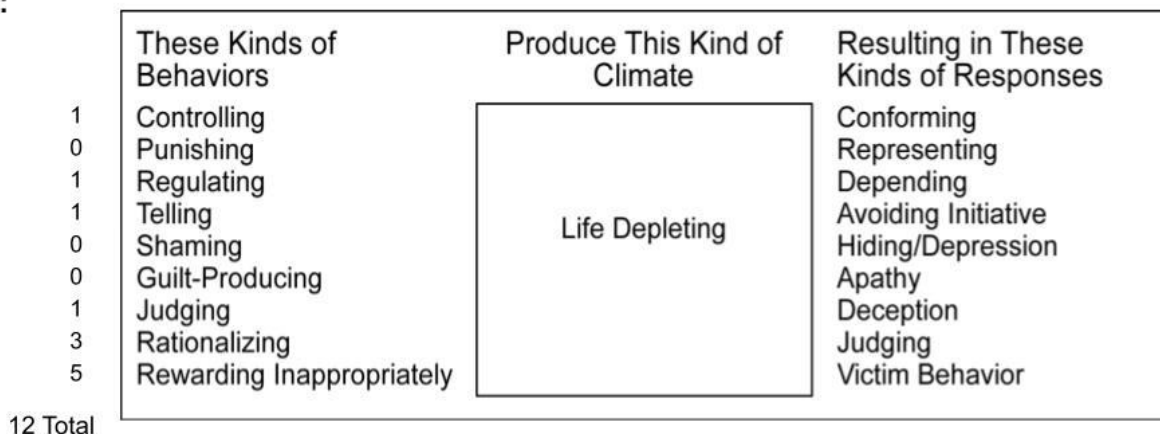 :
These Kinds of Behaviors
Produce This Kind of Climate
Resulting in These Kinds of Responses
1 Controlling Conforming
0 Punishing Representing
1 Regulating Depending
1 Telling Avoiding Initiative
Life Depleting
0 Shaming Hiding/Depression
0 Guilt-Producing Apathy
1 Judging Deception
3 Rationalizing Judging
5 Rewarding Inappropriately Victim Behavior
12 Total